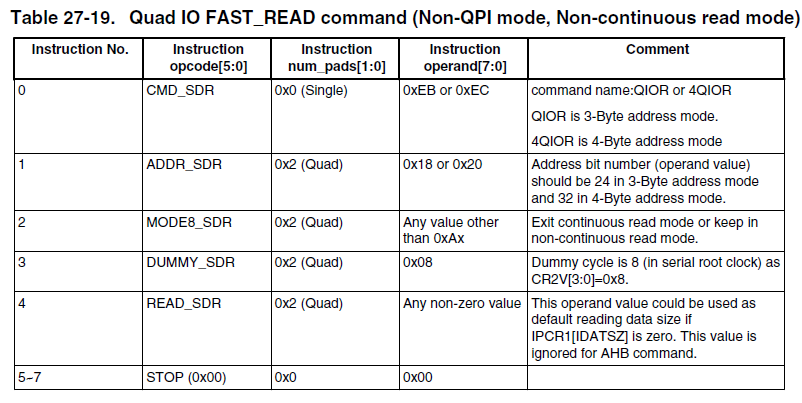 Table 27-19. Quad IO FAST_READ command (Non-QPI mode, Non-continuous read mode)
Instruction No. Instruction opcode[5:0] Instruction num_pads[1:0] Instruction operand[7:0] Comment
0 CMD_SDR 0x0 (Single) 0xEB or 0xEC command name:QIOR or 4QIOR
QIOR is 3-Byte address mode.
4QIOR is 4-Byte address mode
1 ADDR_SDR 0x2 (Quad) 0x18 or 0x20 Address bit number (operand value)
should be 24 in 3-Byte address mode
and 32 in 4-Byte address mode.
2 MODE8_SDR 0x2 (Quad) Any value other than 0xAx Exit continuous read mode or keep in
non-continuous read mode.
3 DUMMY_SDR 0x2 (Quad) 0x08 Dummy cycle is 8 (in serial root clock) as
CR2V[3:0]=0x8.
4 READ_SDR 0x2 (Quad) Any non-zero value This operand value could be used as
default reading data size if
IPCR1[IDATSZ] is zero. This value is
ignored for AHB command.
5~7 STOP (0x00) 0x0 0x00